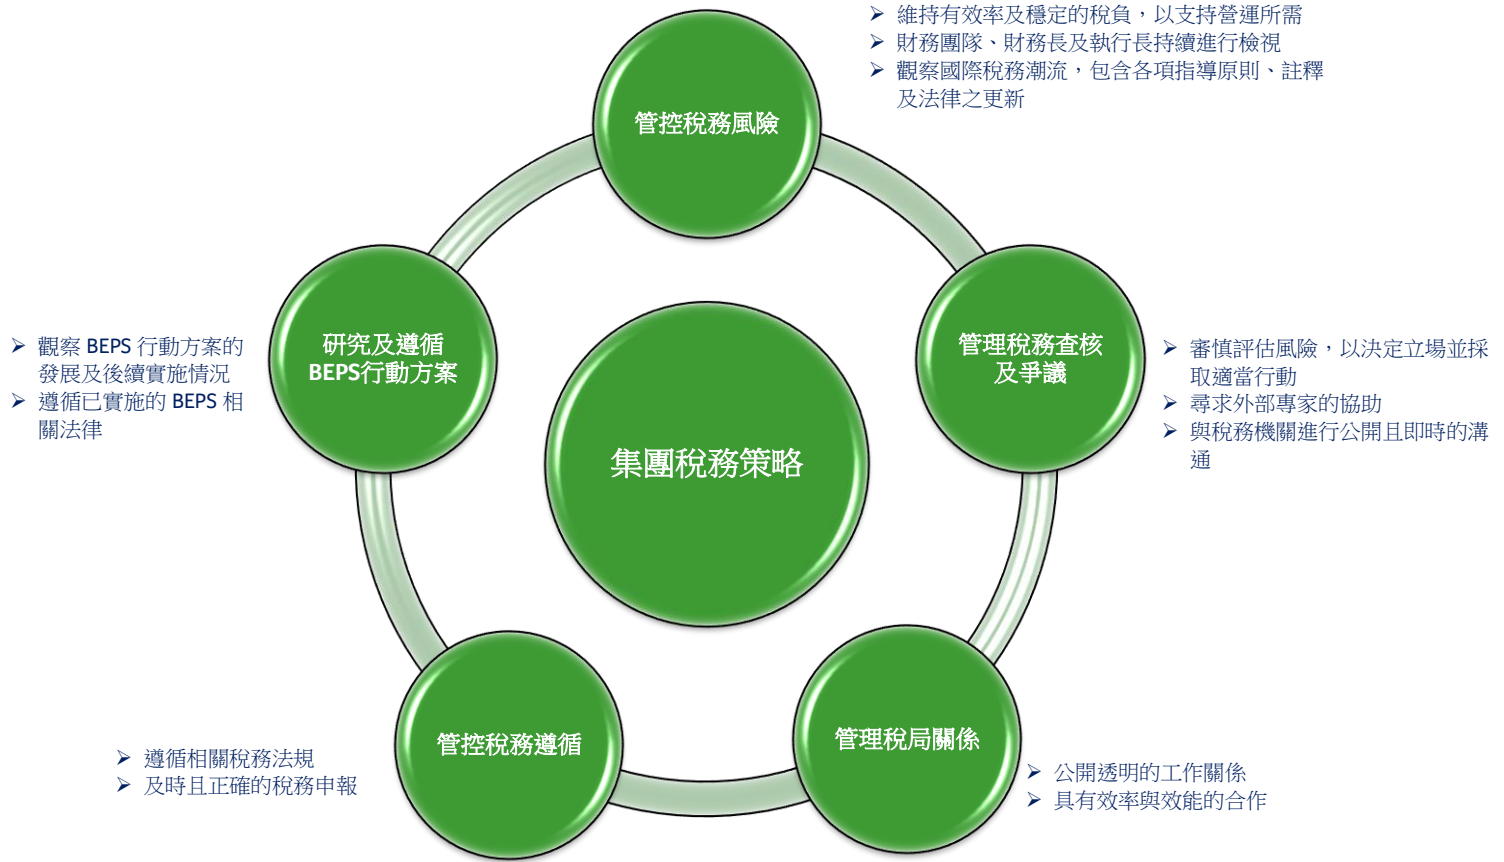 ➢ 維持有效率及穩定的稅負，以支持營運所需
➢ 財務團隊、財務長及執行長持續進行檢視
➢ 觀察國際稅務潮流，包含各項指導原則、註釋
及法律之更新
管控稅務風險
管理稅務查核
及爭議
➢ 審慎評估風險，以決定立場並採
取適當行動
➢ 尋求外部專家的協助
➢ 與稅務機關進行公開且即時的溝
通
管理稅局關係
➢ 公開透明的工作關係
➢ 具有效率與效能的合作
管控稅務遵循
➢ 遵循相關稅務法規
➢ 及時且正確的稅務申報
研究及遵循
BEPS行動方案
➢ 觀察 BEPS 行動方案的
發展及後續實施情況
➢ 遵循已實施的 BEPS 相
關法律
集團稅務策略